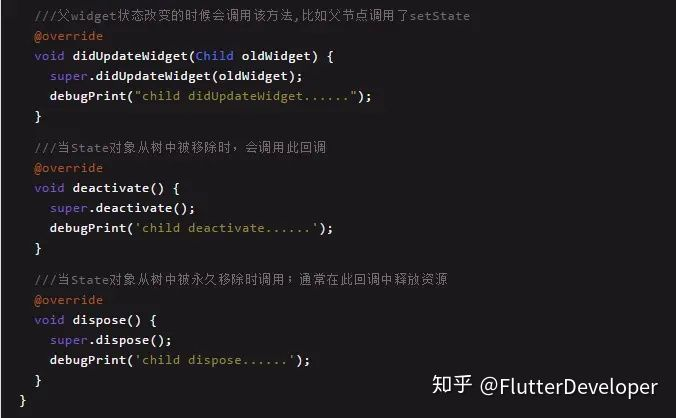 ///父widget状态改变的时候会调用该方法,比如父节点调用了setState
@override
void didUpdateWidget(Child oldWidget) {
super.didUpdateWidget(oldWidget);
debugPrint("child didUpdateWidget......");
}
///当State对象从树中被移除时，会调用此回调
@override
void deactivate() {
super.deactivate();
debugPrint('child deactivate......');
}
///当State对象从树中被永久移除时调用；通常在此回调中释放资源
@override
void dispose() {
super.dispose();
debugPrint('child dispose......');
}
}
知乎 @FlutterDeveloper